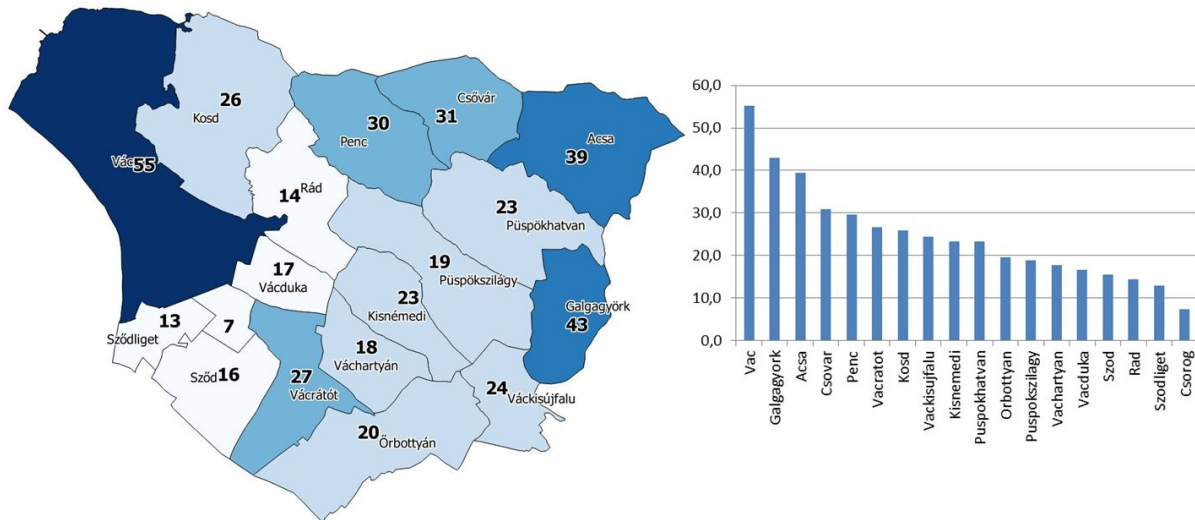 26
Kosd
Vác 55
30
Penc
Csővár
31
Acsa
39
14 Rád
23
Püspökhatvan
17
Vácduka
19
Püspökszilágy
23
Kisnémedi
Galgagyörk
43
13
Sződliget
7
18
Váchartyán
Sződ 16
27
Vácrátót
24
Váckisújfalu
20
Őrbottyán
60,0
50,0
40,0
30,0
20,0
10,0
0,0
Vac
Galgagyork
Acsa
Csovar
Penc
Vacratot
Kosd
Vackisujfalu
Kisnemedi
Puspokhatvan
Orbottyan
Puspokszilagy
Vachartyan
Vacduka
Szod
Rad
Szodliget
Csorog